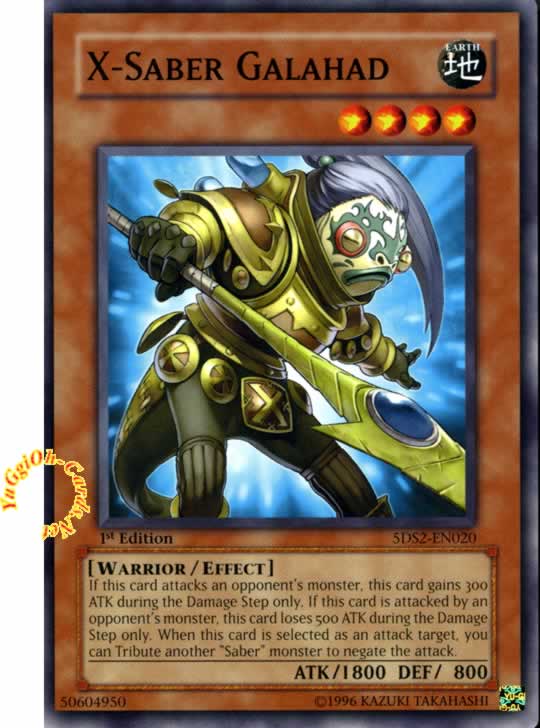 X-Saber Galahad
EARTH
地
1st Edition
5DS2-EN020
[Warrior / Effect]
If this card attacks an opponent's monster, this card gains 300
ATK during the Damage Step only. If this card is attacked by an
opponent's monster, this card loses 500 ATK during the Damage
Step only. When this card is selected as an attack target, you
can Tribute another "Saber" monster to negate the attack.
ATK/1800 DEF/ 800
50604950
©1996 KAZUKI TAKAHASHI
YuGgiOh-Cards.Net